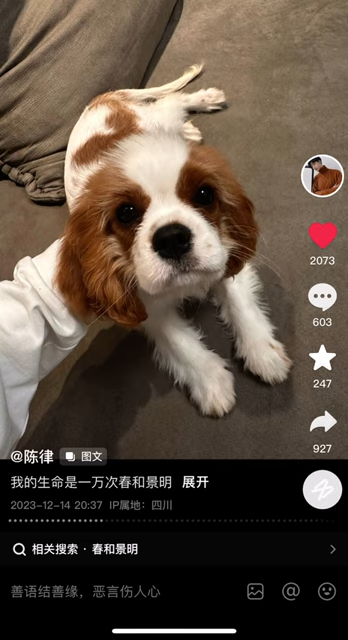 2073
603
247
927
@陈律 图文
我的生命是一万次春和景明 展开
2023-12-14 20:37 IP属地：四川
相关搜索 · 春和景明
善语结善缘，恶言伤人心
@